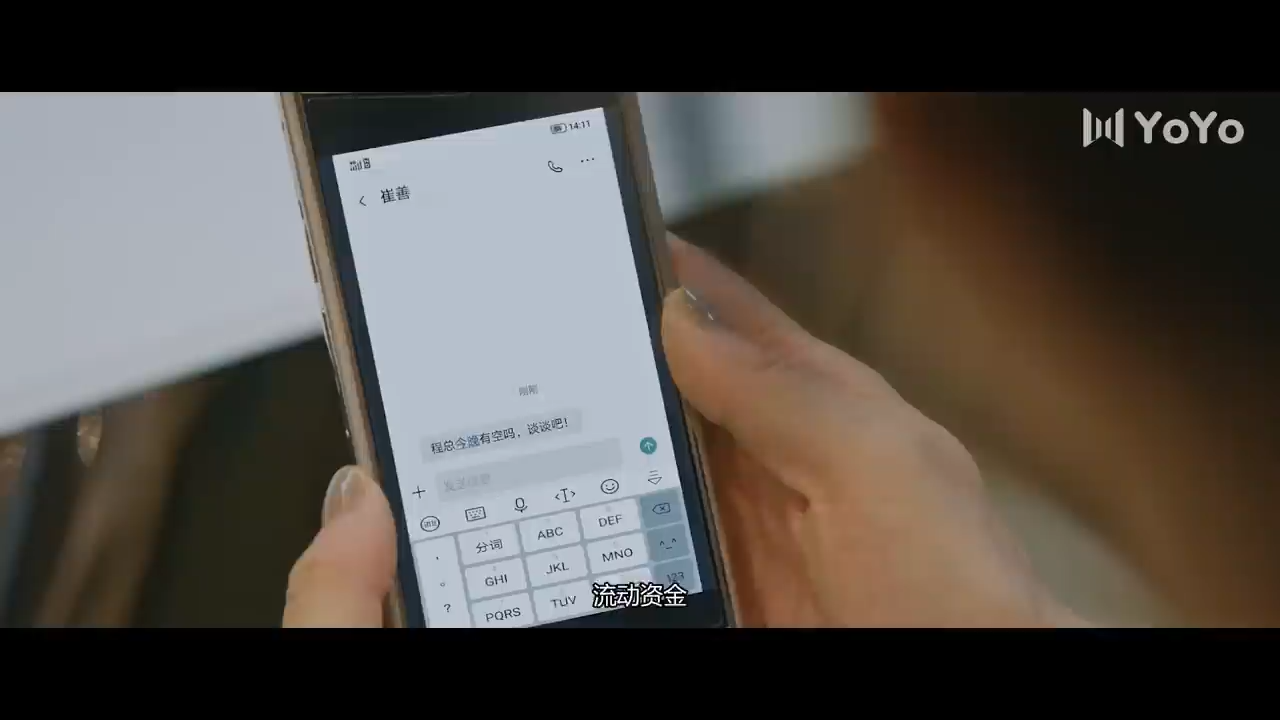 YoYo
14:11
崔善
刚刚
程总今晚有空吗，谈谈吧！
分词
ABC
DEF
GHI
JKL
MNO
^_^
PQRS
TUV
123
，
。
?
流动资金